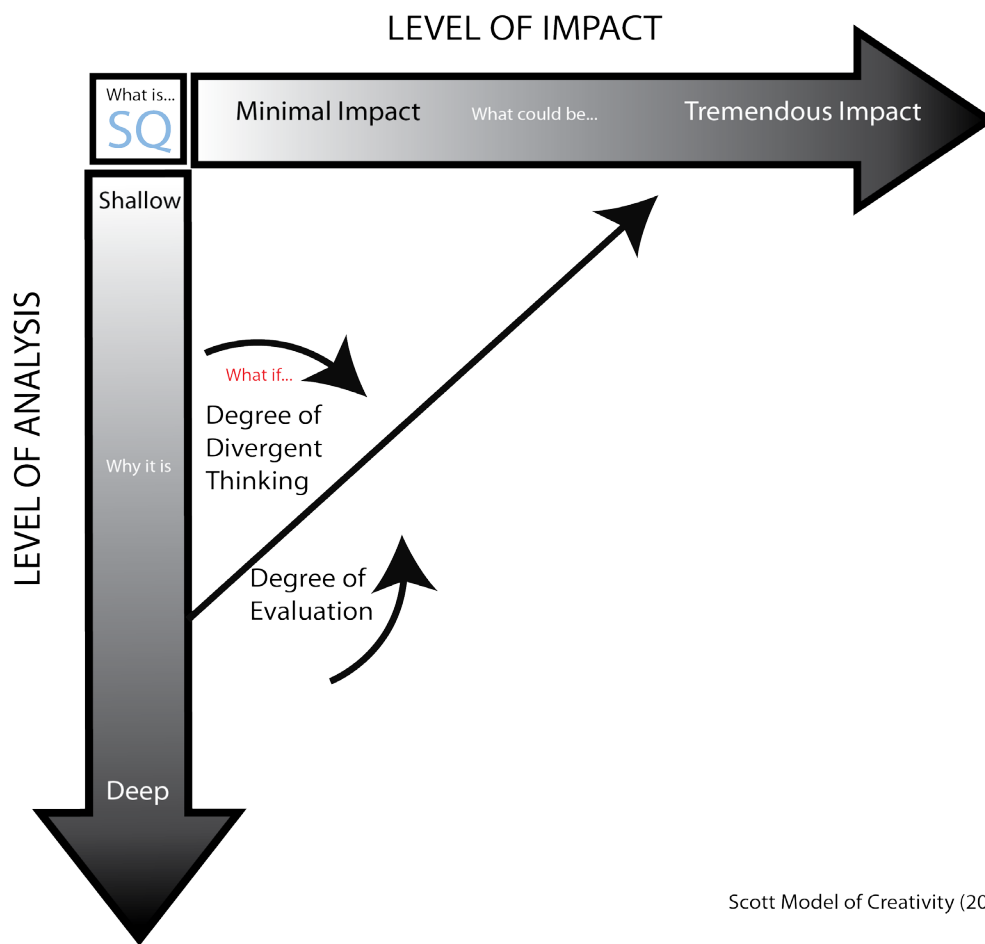 LEVEL OF IMPACT
What is...
SQ
Minimal Impact
What could be...
Tremendous Impact
Shallow
LEVEL OF ANALYSIS
What if...
Degree of
Divergent
Thinking
Why it is
Degree of
Evaluation
Deep
Scott Model of Creativity (20